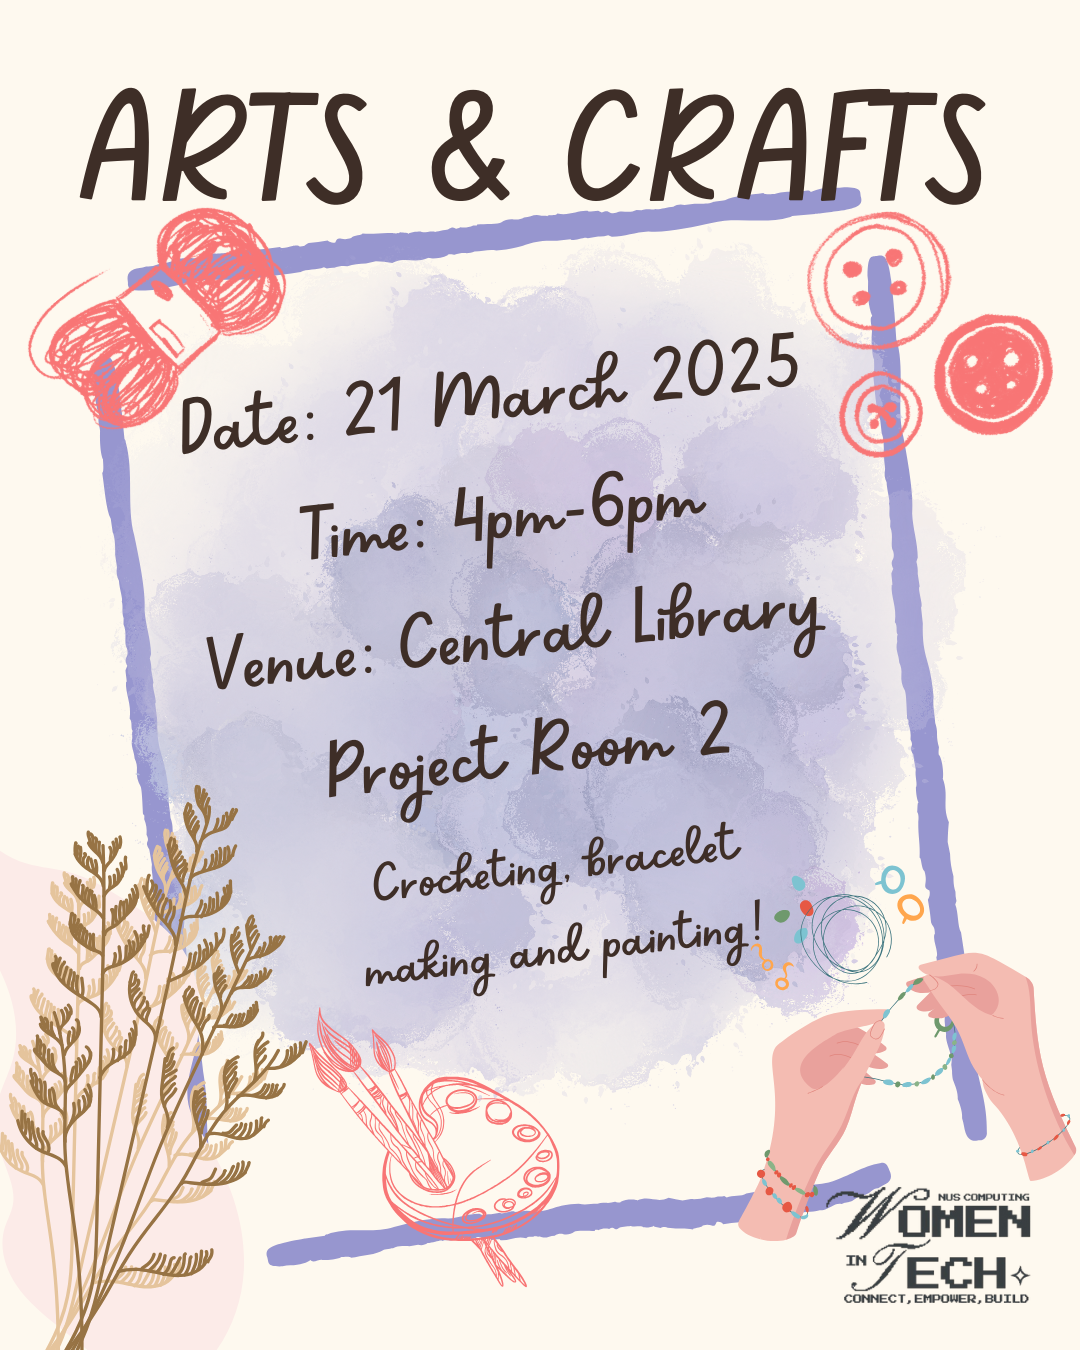 ARTS & CRAFTS
Date: 21 March 2025
Time: 4pm-6pm
Venue: Central Library
Project Room 2
Crocheting, bracelet
making and painting!
NUS COMPUTING
WOMEN
IN TECH
CONNECT, EMPOWER, BUILD